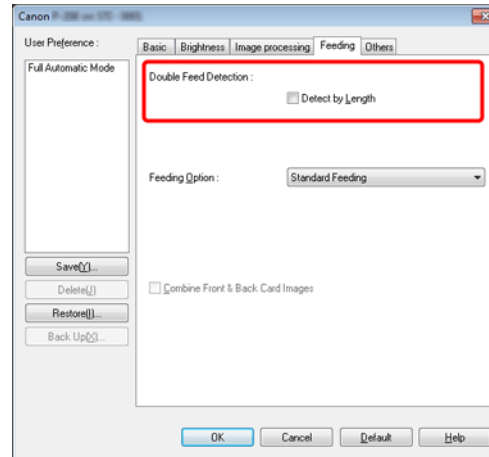 Canon
User Preference :
Full Automatic Mode
Save(Y)...
Delete(J)
Restore(I)...
Back Up(X)...
Basic Brightness Image processing Feeding Others
Double Feed Detection :
Detect by Length
Feeding Option : Standard Feeding
Combine Front & Back Card Images
OK Cancel Default Help